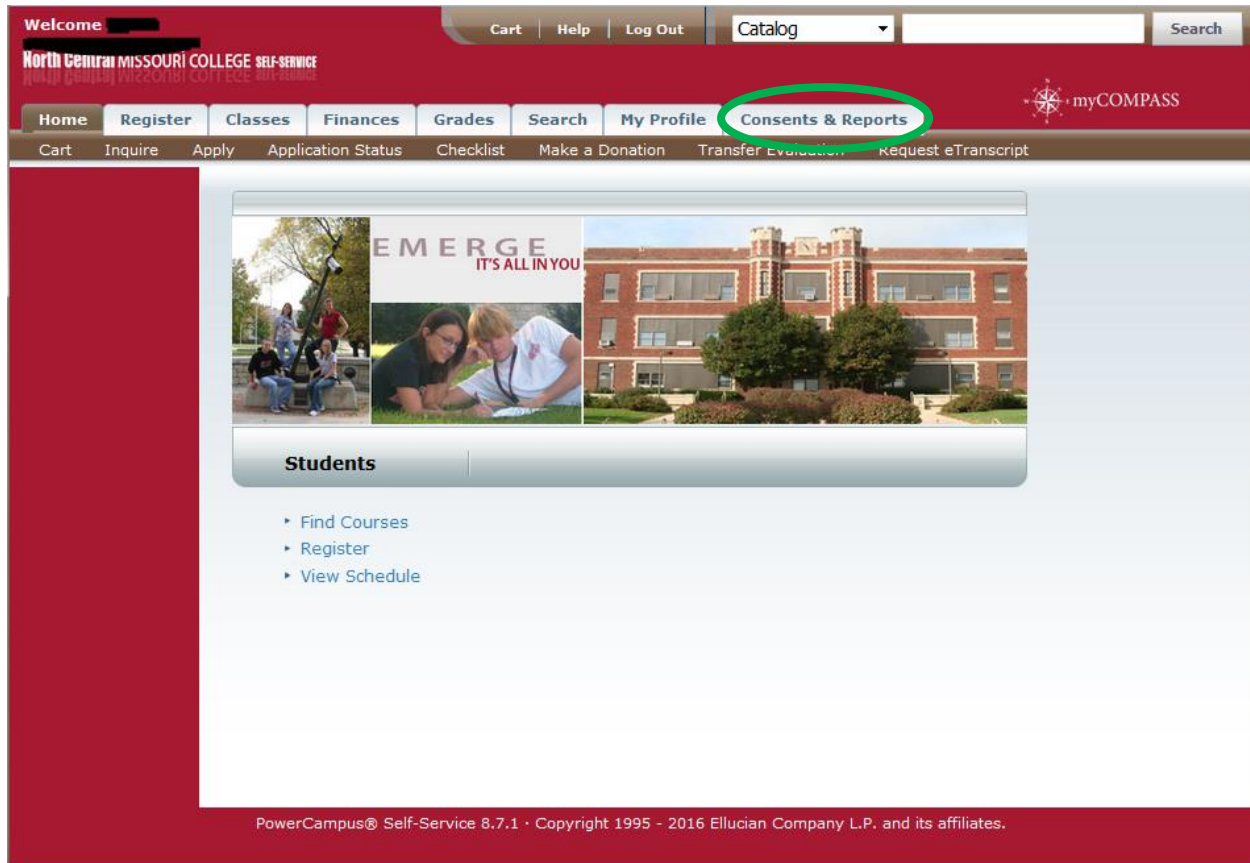 Welcome
Cart Help Log Out Catalog Search
North Central MISSOURI COLLEGE SELF-SERVICE
myCOMPASS
Home Register Classes Finances Grades Search My Profile Consents & Reports
Cart Inquire Apply Application Status Checklist Make a Donation Transfer Evaluation Request eTranscript
EMERGE
IT'S ALL IN YOU
Students
Find Courses
Register
View Schedule
PowerCampus® Self-Service 8.7.1 · Copyright 1995 - 2016 Ellucian Company L.P. and its affiliates.